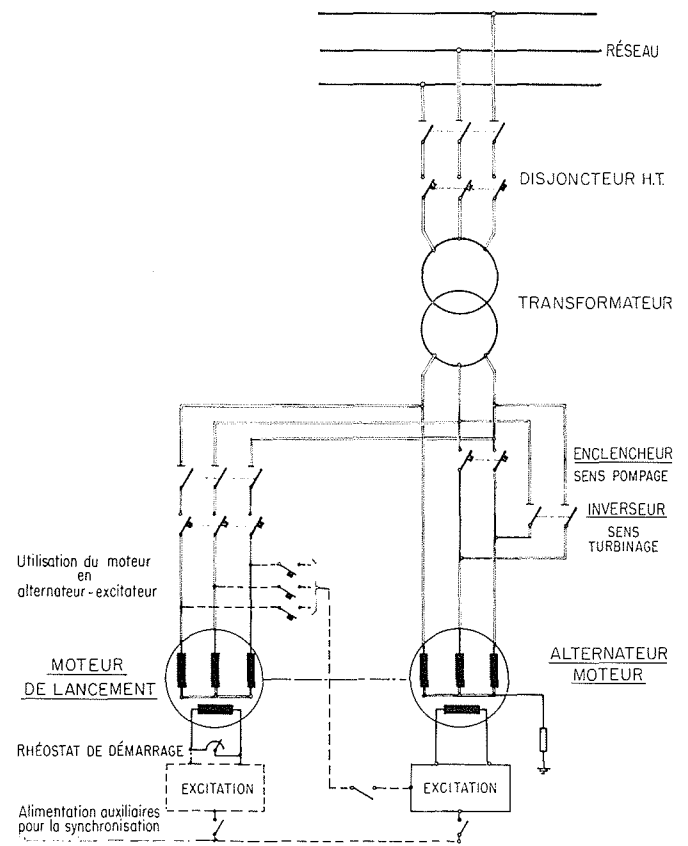 RÉSEAU
DISJONCTEUR H.T.
TRANSFORMATEUR
ENCLENCHEUR
SENS POMPAGE
INVERSEUR
SENS
TURBINAGE
Utilisation du moteur
en
alternateur-excitateur
MOTEUR
DE LANCEMENT
ALTERNATEUR
MOTEUR
RHÉOSTAT DE DÉMARRAGE
EXCITATION
EXCITATION
Alimentation auxiliaires
pour la synchronisation